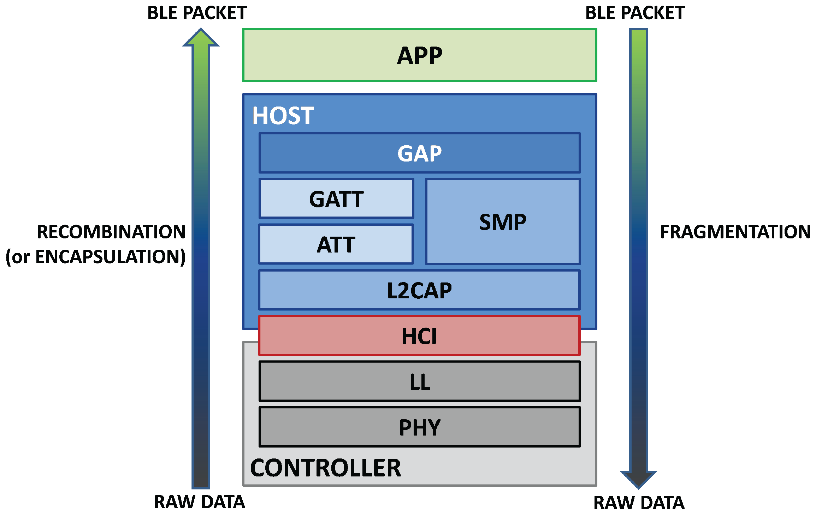 BLE PACKET
BLE PACKET
APP
HOST
GAP
GATT
SMP
ATT
RECOMBINATION
(or ENCAPSULATION)
FRAGMENTATION
L2CAP
HCI
LL
PHY
CONTROLLER
RAW DATA
RAW DATA